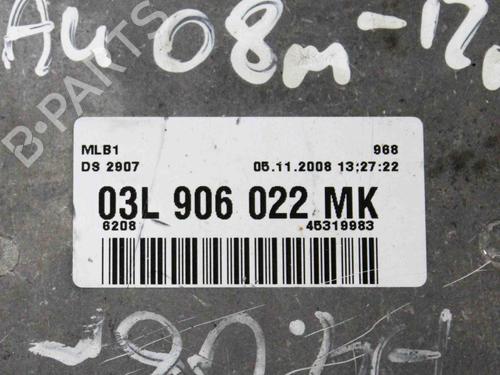 A4 08m-12
B-PARTS
MLB1 968
DS 2907 05.11.2008 13:27:22
03L 906 022 MK
6208 45319983